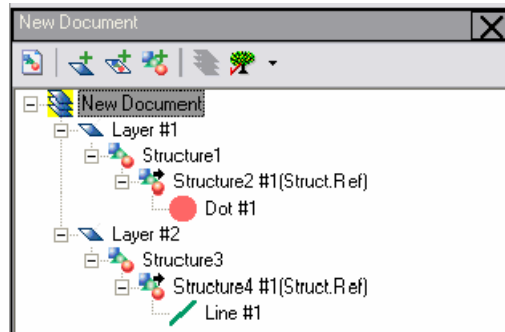 New Document
New Document
Layer #1
Structure1
Structure2 #1(Struct.Ref)
Dot #1
Layer #2
Structure3
Structure4 #1(Struct.Ref)
Line #1